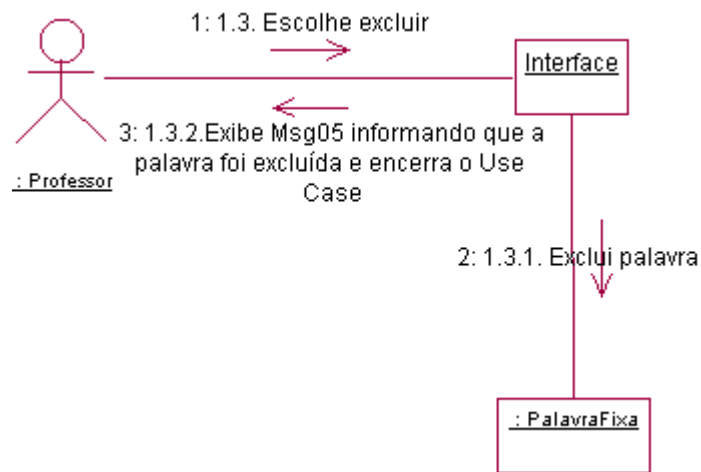 1: 1.3. Escolhe excluir
Interface
3: 1.3.2.Exibe Msg05 informando que a
palavra foi excluída e encerra o Use
Case
: Professor
2: 1.3.1. Exclui palavra
: PalavraFixa